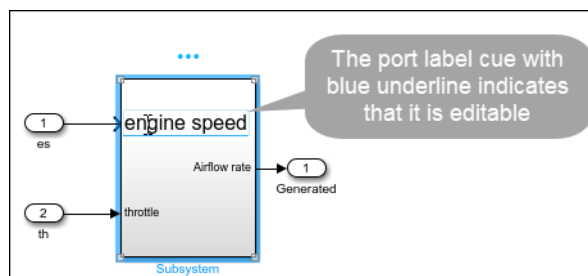 The port label cue with
blue underline indicates
that it is editable
1
engine speed
es
Airflow rate
1
Generated
2
throttle
th
Subsystem